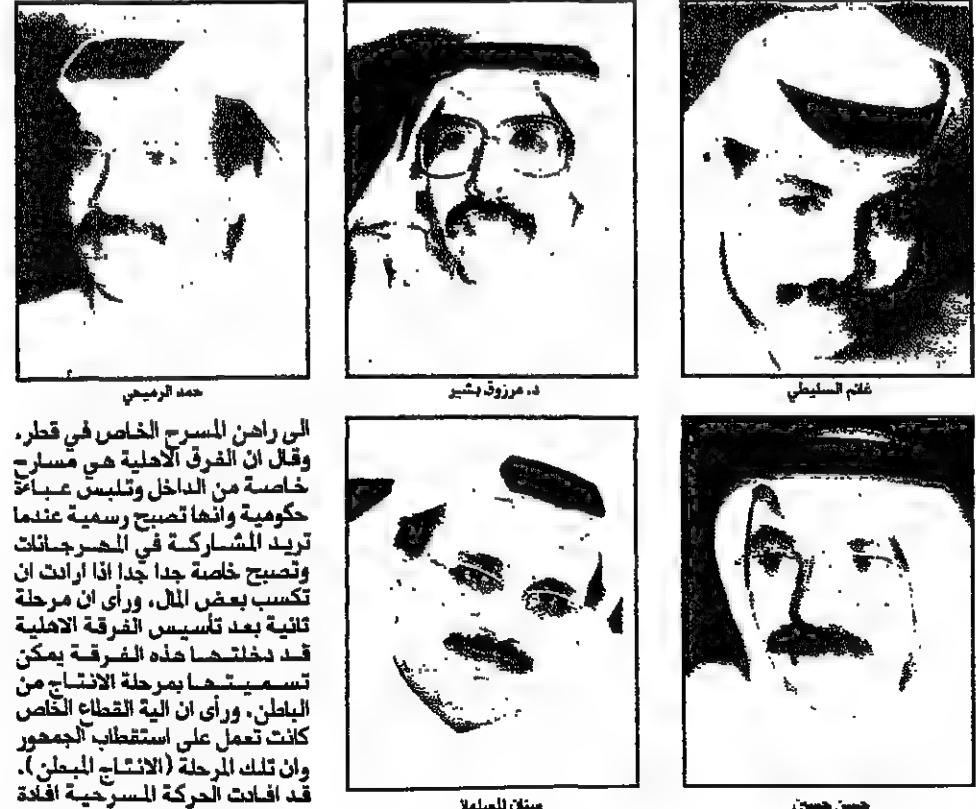 غانم السليطي
د. مرزوق بشير
حمد الرميحي
حسن حسين
سنان المسلماني
الى راهن المسرح الخاص في قطر.
وقال ان الفرق الاهلية هي مسارح
خاصة من الداخل وتلبس عباءة
حكومية وانها تصبح رسمية عندما
تريد المشاركة في المهرجانات
وتصبح خاصة جدا جدا اذا ارادت ان
تكسب بعض المال، ورأى ان مرحلة
ثانية بعد تأسيس الفرقة الاهلية
قد دخلتها هذه الفرقة يمكن
تسميتها بمرحلة الانتاج من
الباطن. ورأى ان الية القطاع الخاص
كانت تعمل على استقطاب الجمهور
وان تلك المرحلة (الانتاج المبطن).
قد افادت الحركة المسرحية افادة